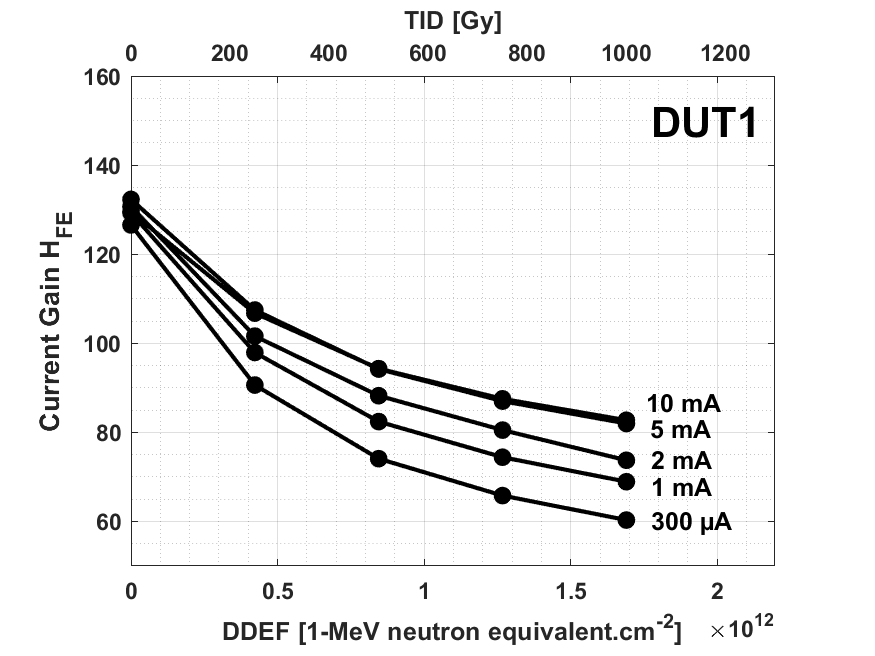 TID [Gy]
0 200 400 600 800 1000 1200
160
DUT1
140
120
100
80
60
Current Gain H_FE
10 mA
5 mA
2 mA
1 mA
300 µA
0 0.5 1 1.5 2
DDEF [1-MeV neutron equivalent.cm^-2] ×10^12